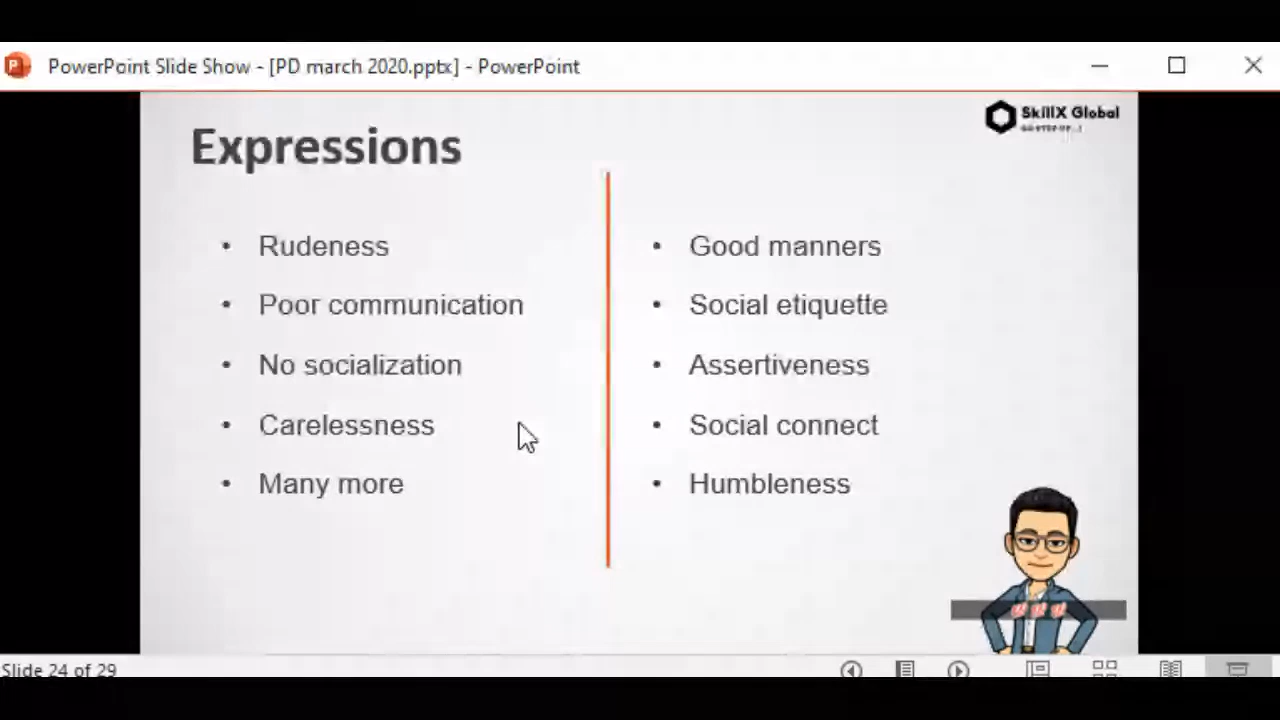 PowerPoint Slide Show - [PD march 2020.pptx] - PowerPoint
SkillX Global
Expressions
• Rudeness
• Poor communication
• No socialization
• Carelessness
• Many more
• Good manners
• Social etiquette
• Assertiveness
• Social connect
• Humbleness
Slide 24 of 29